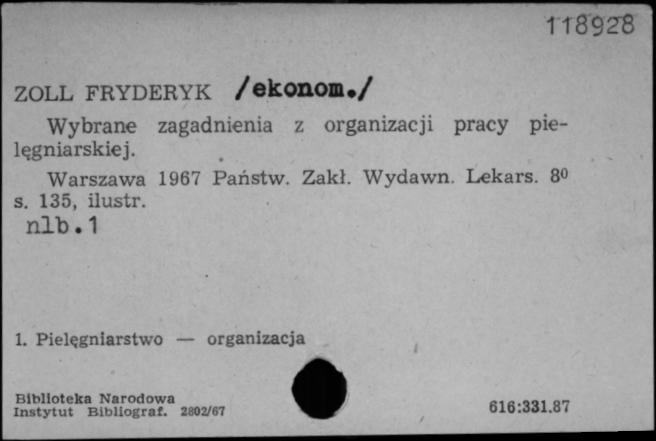 118928
ZOLL FRYDERYK /ekonom./
Wybrane zagadnienia z organizacji pracy pie-
lęgniarskiej.
Warszawa 1967 Państw. Zakł. Wydawn. Lekars. 8º
s. 135, ilustr.
nlb.1
1. Pielęgniarstwo — organizacja
Biblioteka Narodowa
Instytut Bibliograf. 2802/67
616:331.87